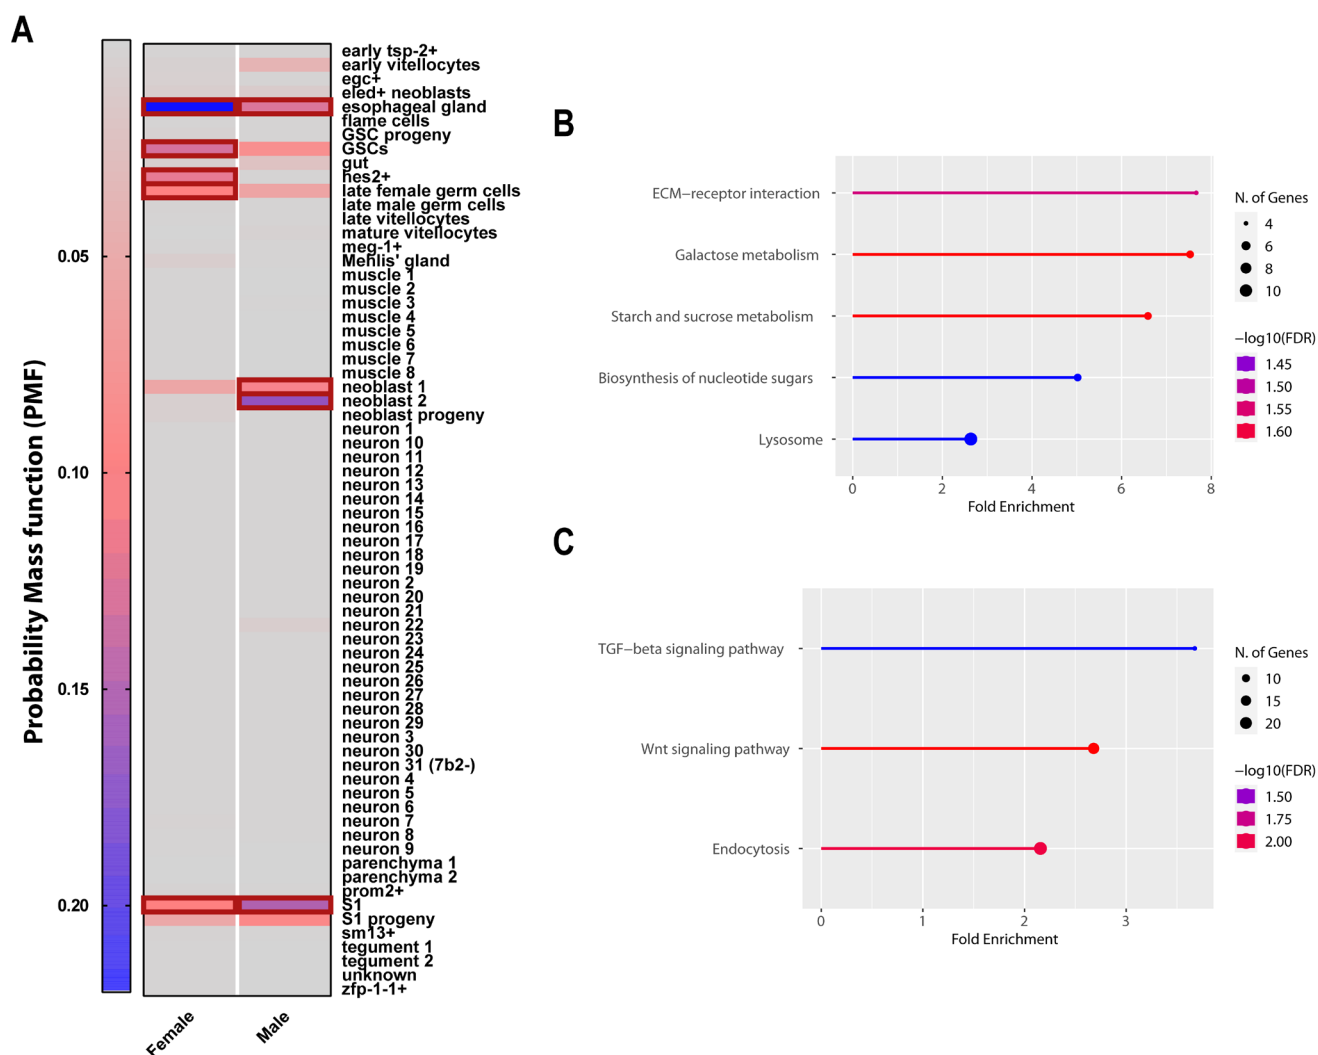 A
early tsp-2+
early vitellocytes
egc+
eled+ neoblasts
esophageal gland
flame cells
GSC progeny
GSCs
gut
hes2+
late female germ cells
late male germ cells
late vitellocytes
mature vitellocytes
meg-1+
Mehlis' gland
muscle 1
muscle 2
muscle 3
muscle 4
muscle 5
muscle 6
muscle 7
muscle 8
neoblast 1
neoblast 2
neoblast progeny
neuron 1
neuron 10
neuron 11
neuron 12
neuron 13
neuron 14
neuron 15
neuron 16
neuron 17
neuron 18
neuron 19
neuron 2
neuron 20
neuron 21
neuron 22
neuron 23
neuron 24
neuron 25
neuron 26
neuron 27
neuron 28
neuron 29
neuron 3
neuron 30
neuron 31 (7b2-)
neuron 4
neuron 5
neuron 6
neuron 7
neuron 8
neuron 9
parenchyma 1
parenchyma 2
prom2+
S1
S1 progeny
sm13+
tegument 1
tegument 2
unknown
zfp-1-1+
Probability Mass function (PMF)
0.05
0.10
0.15
0.20
Female
Male
B
ECM−receptor interaction
Galactose metabolism
Starch and sucrose metabolism
Biosynthesis of nucleotide sugars
Lysosome
0
2
4
6
8
Fold Enrichment
N. of Genes
4
6
8
10
−log10(FDR)
1.45
1.50
1.55
1.60
C
TGF−beta signaling pathway
Wnt signaling pathway
Endocytosis
0
1
2
3
Fold Enrichment
N. of Genes
10
15
20
−log10(FDR)
1.50
1.75
2.00